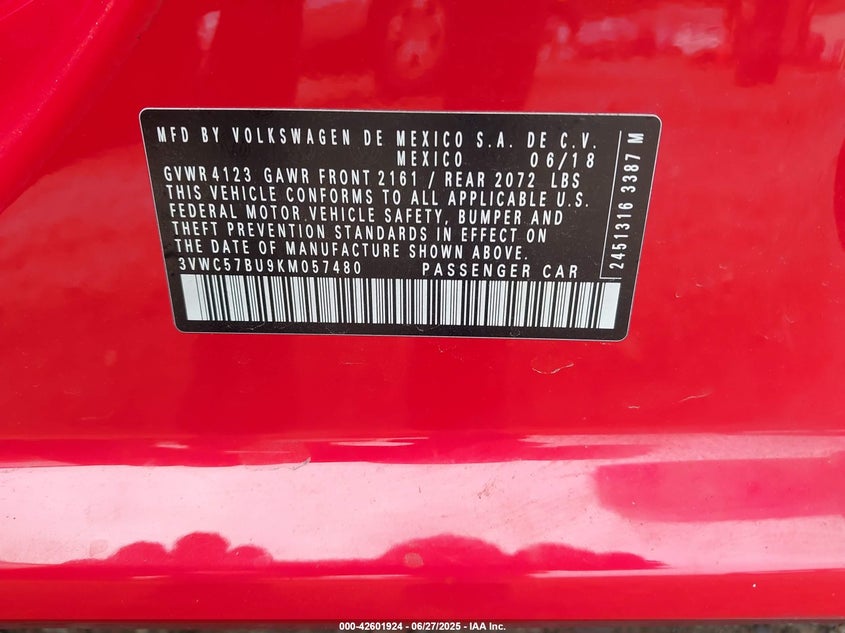 MFD BY VOLKSWAGEN DE MEXICO S.A. DE C.V.
MEXICO 06/18
GVWR 4123 GAWR FRONT 2161 / REAR 2072 LBS
THIS VEHICLE CONFORMS TO ALL APPLICABLE U.S.
FEDERAL MOTOR VEHICLE SAFETY, BUMPER AND
THEFT PREVENTION STANDARDS IN EFFECT ON
THE DATE OF MANUFACTURE SHOWN ABOVE.
3VWC57BU9KM057480 PASSENGER CAR
2451316 3387 M
000-42601924 - 06/27/2025 - IAA Inc.